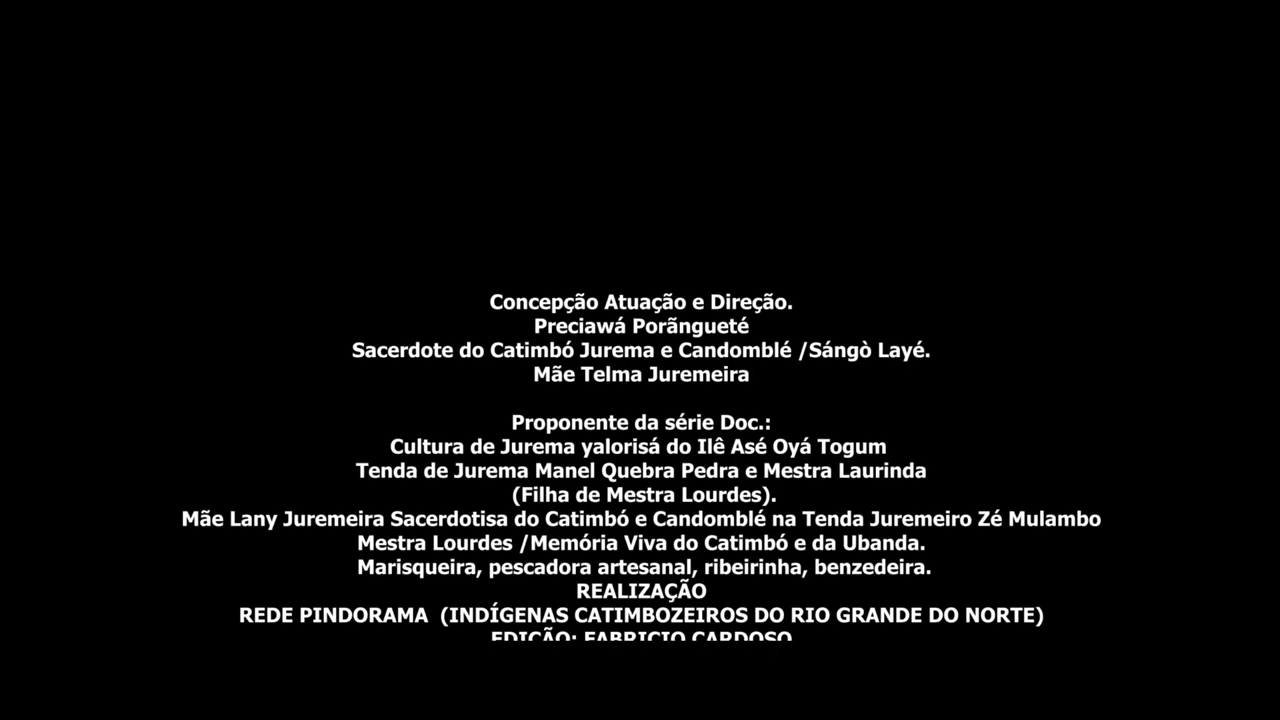 Concepção Atuação e Direção.
Preciawá Porãngueté
Sacerdote do Catimbó Jurema e Candomblé /Sángò Layé.
Mãe Telma Juremeira
Proponente da série Doc.:
Cultura de Jurema yalorisá do Ilê Asé Oyá Togum
Tenda de Jurema Manel Quebra Pedra e Mestra Laurinda
(Filha de Mestra Lourdes).
Mãe Lany Juremeira Sacerdotisa do Catimbó e Candomblé na Tenda Juremeiro Zé Mulambo
Mestra Lourdes /Memória Viva do Catimbó e da Ubanda.
Marisqueira, pescadora artesanal, ribeirinha, benzedeira.
REALIZAÇÃO
REDE PINDORAMA (INDÍGENAS CATIMBOZEIROS DO RIO GRANDE DO NORTE)
EDIÇÃO: FABRICIO CARDOSO